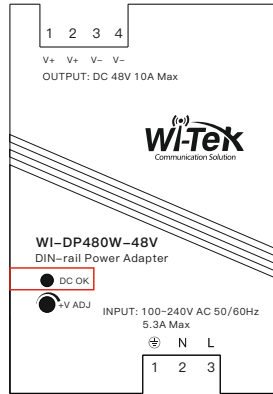 1 2 3 4
V+ V+ V− V−
OUTPUT: DC 48V 10A Max
Wi-Tek
Communication Solution
WI−DP480W−48V
DIN−rail Power Adapter
DC OK
+V ADJ
INPUT: 100−240V AC 50/60Hz
5.3A Max
N L
1 2 3